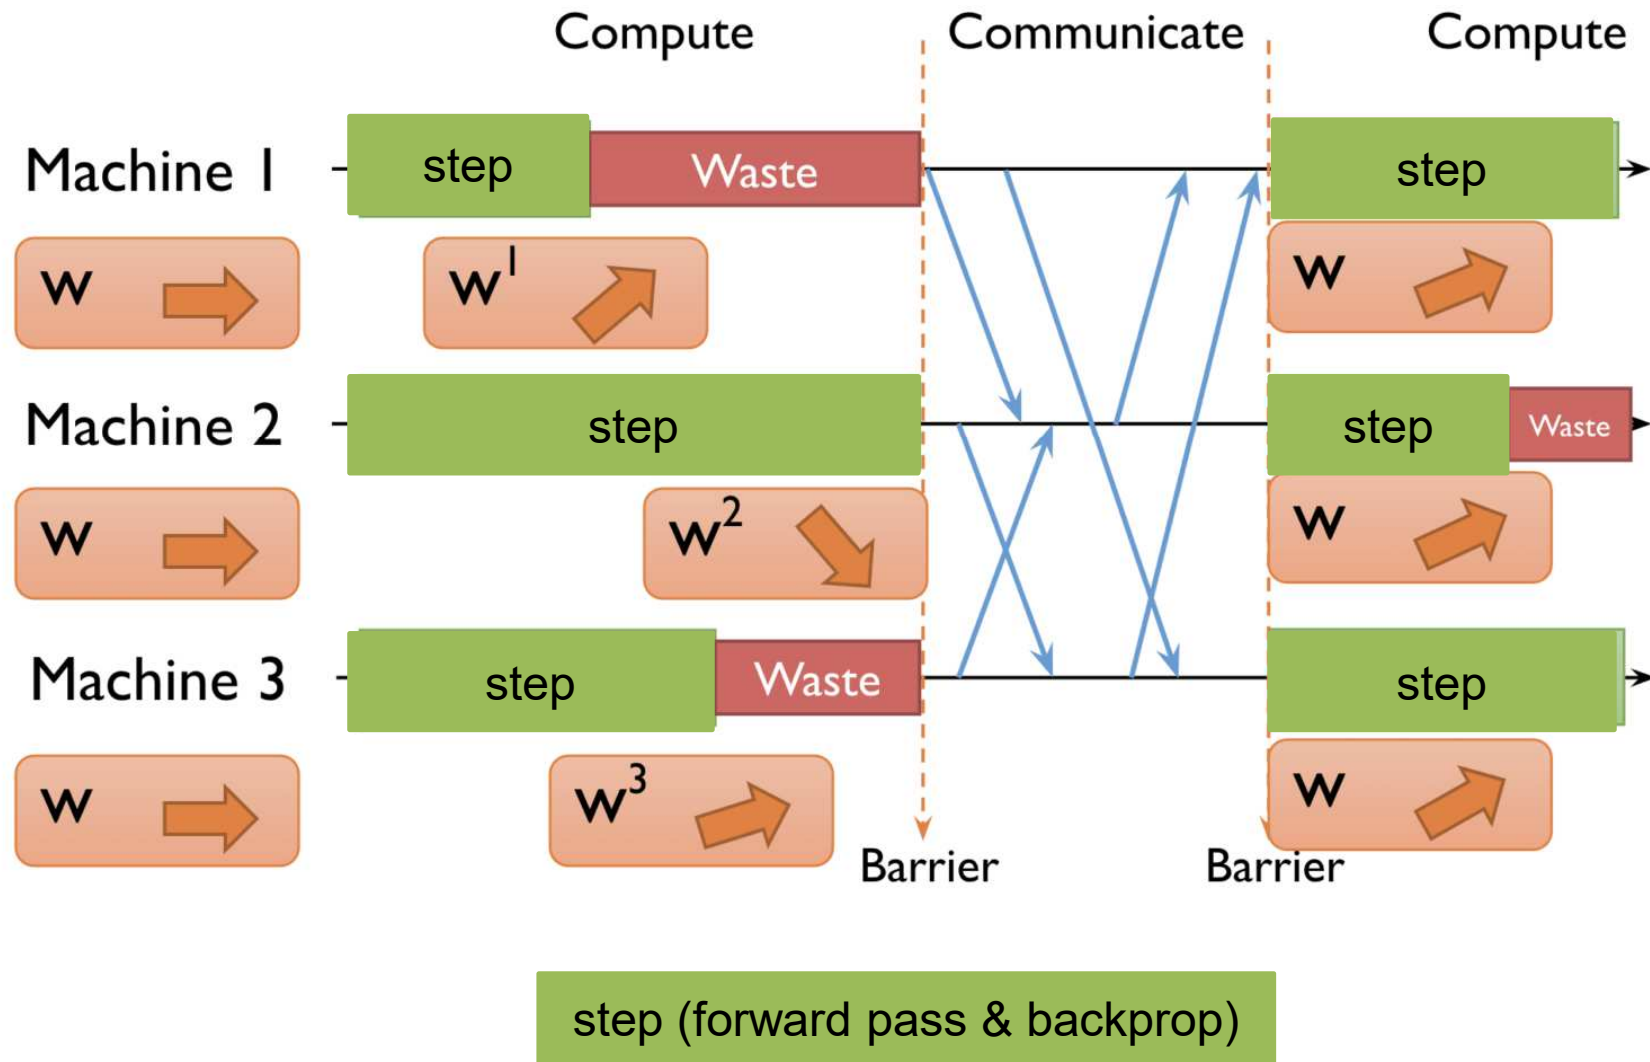 Compute Communicate Compute
Machine 1 step Waste step
w w¹ w
Machine 2 step step Waste
w w² w
Machine 3 step Waste step
w w³ w
Barrier Barrier
step (forward pass & backprop)